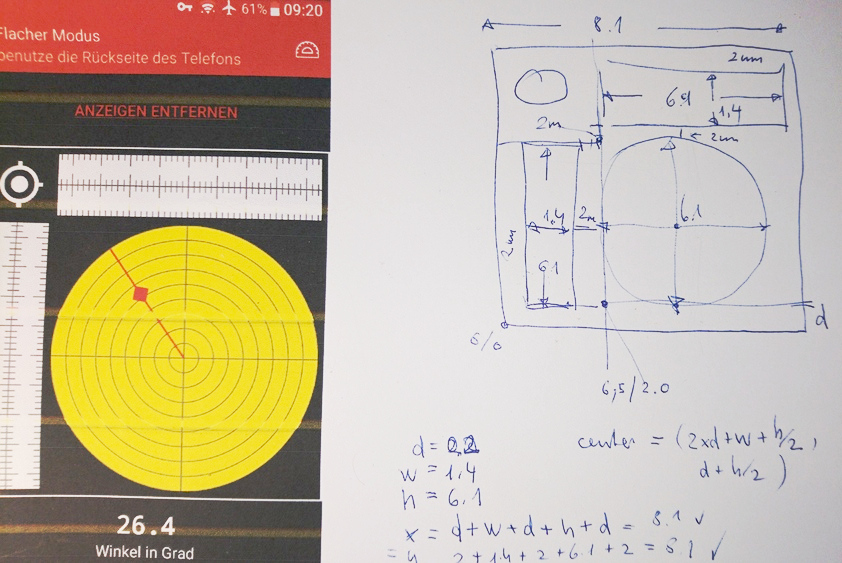 61% 09:20
Flacher Modus
benutze die Rückseite des Telefons
ANZEIGEN ENTFERNEN
26.4
Winkel in Grad
8.1
2mm
6.1
1,4
2m
2mm
1.4
2m
6.1
2mm
6.1
d
0/0
6,5/2.0
d = 0.2
w = 1,4
h = 6.1
center = (2xd+w+h/2,
d+h/2)
x = d+w+d+h+d = 8.1 √
= y 2+1.4+2+6.1+2 = 8.1 √